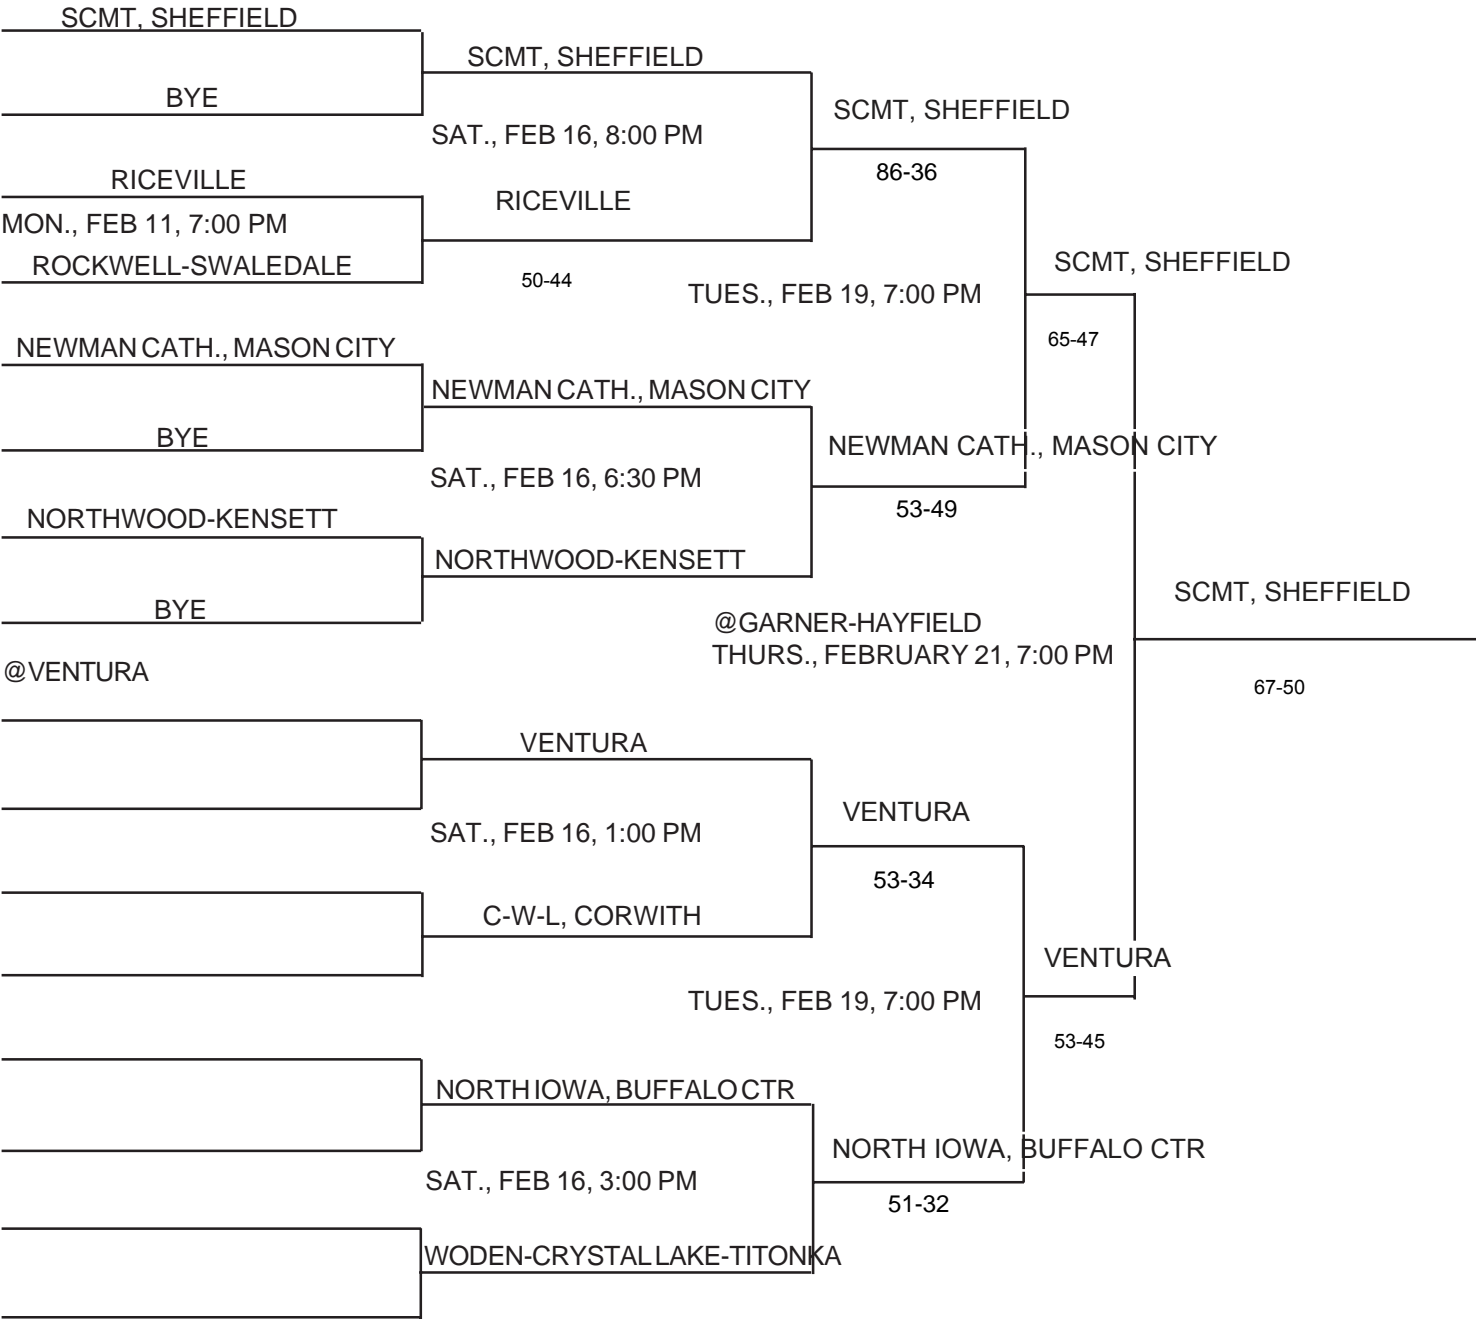 SCMT, SHEFFIELD
SCMT, SHEFFIELD
BYE
SCMT, SHEFFIELD
SAT., FEB 16, 8:00 PM
86-36
RICEVILLE
RICEVILLE
MON., FEB 11, 7:00 PM
ROCKWELL-SWALEDALE
SCMT, SHEFFIELD
50-44
TUES., FEB 19, 7:00 PM
65-47
NEWMAN CATH., MASON CITY
NEWMAN CATH., MASON CITY
BYE
NEWMAN CATH., MASON CITY
SAT., FEB 16, 6:30 PM
53-49
NORTHWOOD-KENSETT
NORTHWOOD-KENSETT
BYE
SCMT, SHEFFIELD
@GARNER-HAYFIELD
THURS., FEBRUARY 21, 7:00 PM
@VENTURA
67-50
VENTURA
VENTURA
SAT., FEB 16, 1:00 PM
53-34
C-W-L, CORWITH
VENTURA
TUES., FEB 19, 7:00 PM
53-45
NORTH IOWA, BUFFALO CTR
NORTH IOWA, BUFFALO CTR
SAT., FEB 16, 3:00 PM
51-32
WODEN-CRYSTAL LAKE-TITONKA